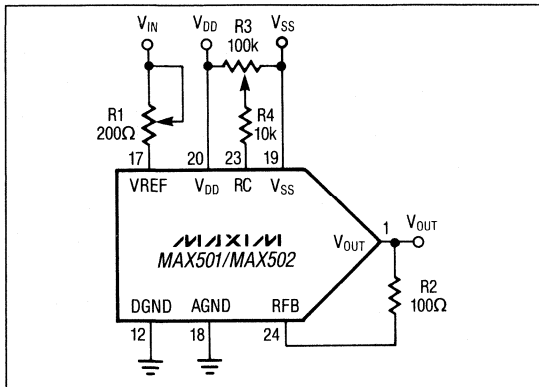 V_IN V_DD R3 100k V_SS
R1 200Ω
R4 10k
17 20 23 19
VREF V_DD RC V_SS
MAXIM
MAX501/MAX502
V_OUT 1 V_OUT
R2 100Ω
DGND AGND RFB
12 18 24